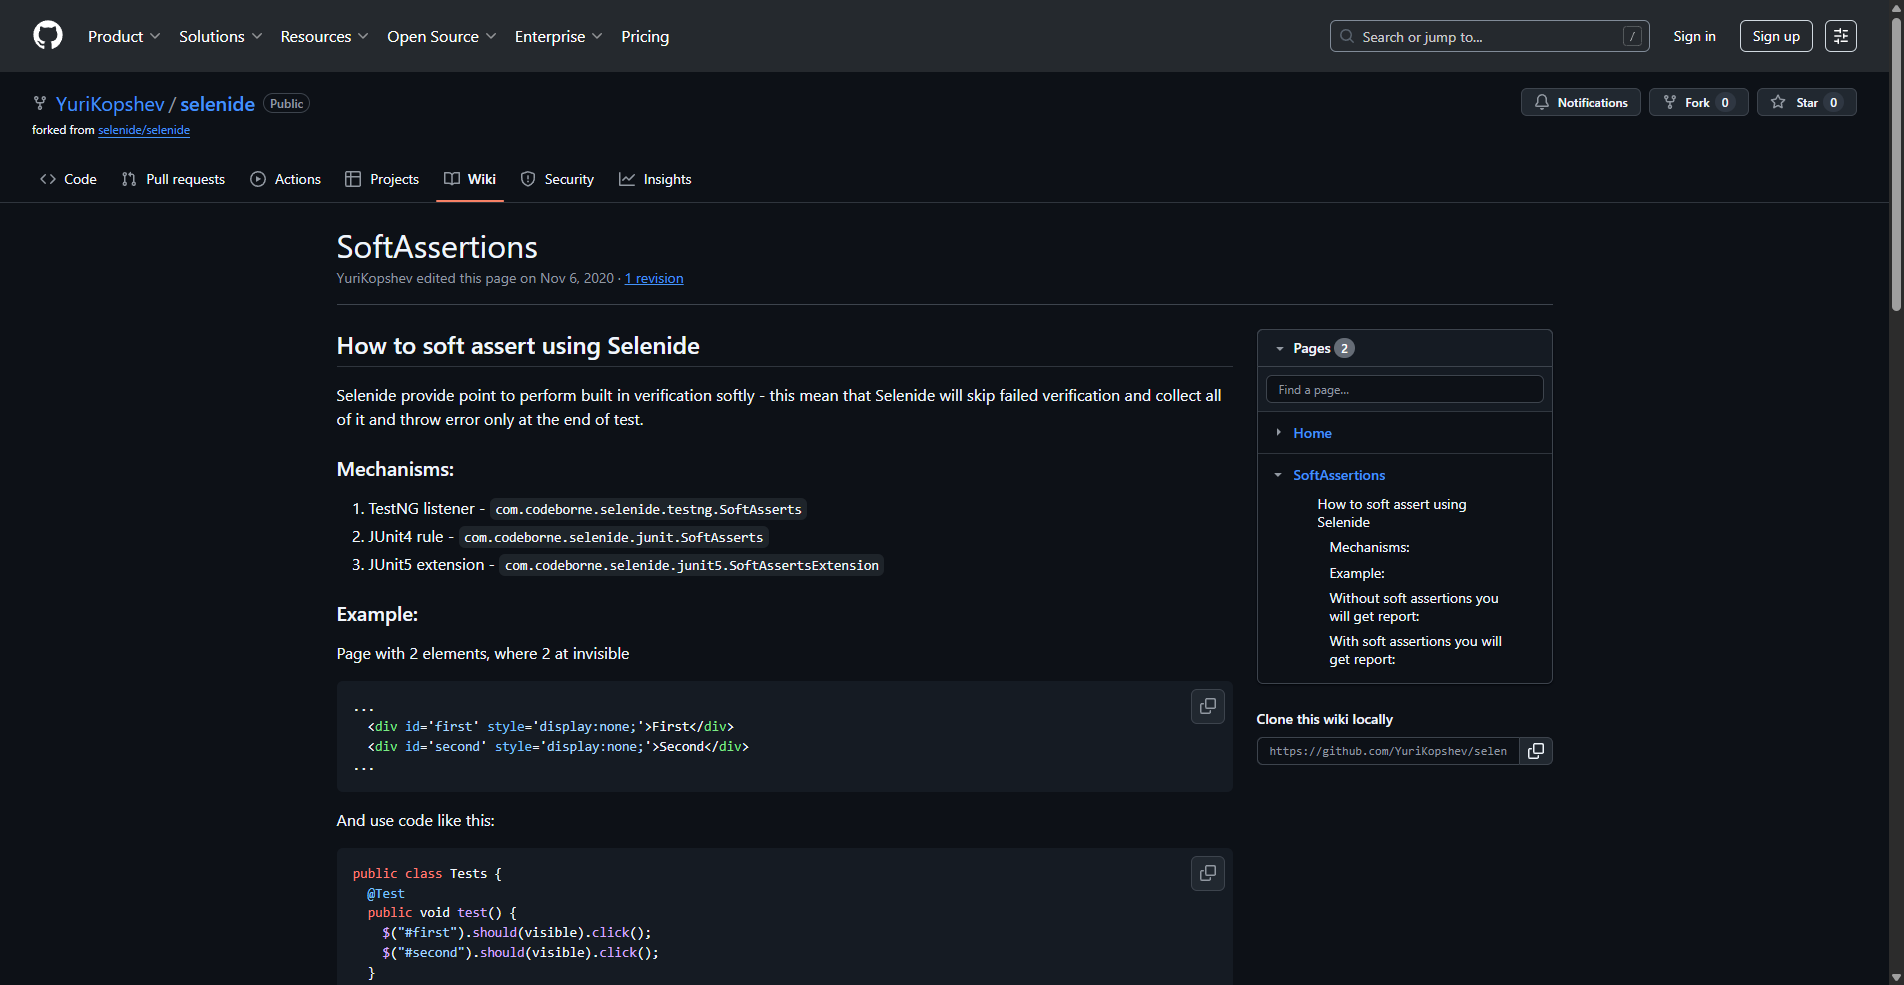 Product Solutions Resources Open Source Enterprise Pricing Search or jump to... / Sign in Sign up
YuriKopshev / selenide Public Notifications Fork 0 Star 0
forked from selenide/selenide
Code Pull requests Actions Projects Wiki Security Insights
SoftAssertions
YuriKopshev edited this page on Nov 6, 2020 · 1 revision
How to soft assert using Selenide
Selenide provide point to perform built in verification softly - this mean that Selenide will skip failed verification and collect all
of it and throw error only at the end of test.
Mechanisms:
1. TestNG listener - com.codeborne.selenide.testng.SoftAsserts
2. JUnit4 rule - com.codeborne.selenide.junit.SoftAsserts
3. JUnit5 extension - com.codeborne.selenide.junit5.SoftAssertsExtension
Example:
Page with 2 elements, where 2 at invisible
...
<div id='first' style='display:none;'>First</div>
<div id='second' style='display:none;'>Second</div>
...
And use code like this:
public class Tests {
@Test
public void test() {
$("#first").should(visible).click();
$("#second").should(visible).click();
}
Pages 2
Find a page...
Home
SoftAssertions
How to soft assert using
Selenide
Mechanisms:
Example:
Without soft assertions you
will get report:
With soft assertions you will
get report:
Clone this wiki locally
https://github.com/YuriKopshev/selen